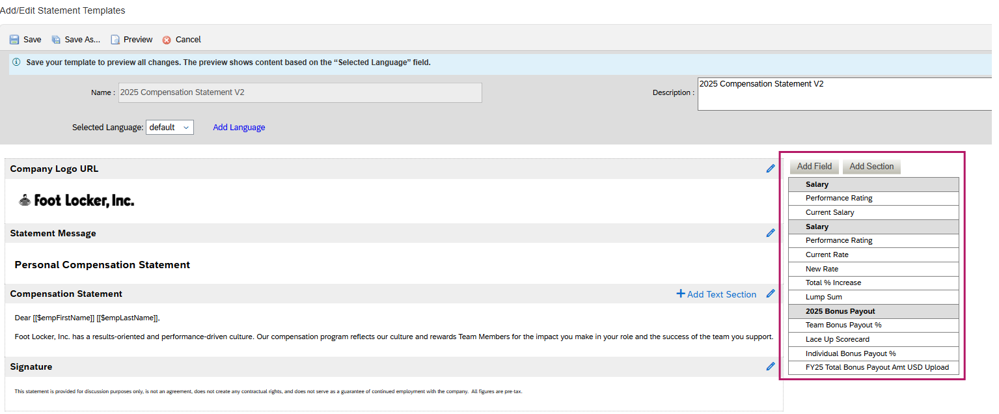 Add/Edit Statement Templates
Save Save As... Preview Cancel
Save your template to preview all changes. The preview shows content based on the “Selected Language” field.
Name : 2025 Compensation Statement V2
Description : 2025 Compensation Statement V2
Selected Language: default Add Language
Company Logo URL
Foot Locker, Inc.
Statement Message
Personal Compensation Statement
Compensation Statement
Add Text Section
Dear [[$empFirstName]] [[$empLastName]],
Foot Locker, Inc. has a results-oriented and performance-driven culture. Our compensation program reflects our culture and rewards Team Members for the impact you make in your role and the success of the team you support.
Signature
This statement is provided for discussion purposes only, is not an agreement, does not create any contractual rights, and does not serve as a guarantee of continued employment with the company. All figures are pre-tax.
Add Field Add Section
Salary
Performance Rating
Current Salary
Salary
Performance Rating
Current Rate
New Rate
Total % Increase
Lump Sum
2025 Bonus Payout
Team Bonus Payout %
Lace Up Scorecard
Individual Bonus Payout %
FY25 Total Bonus Payout Amt USD Upload